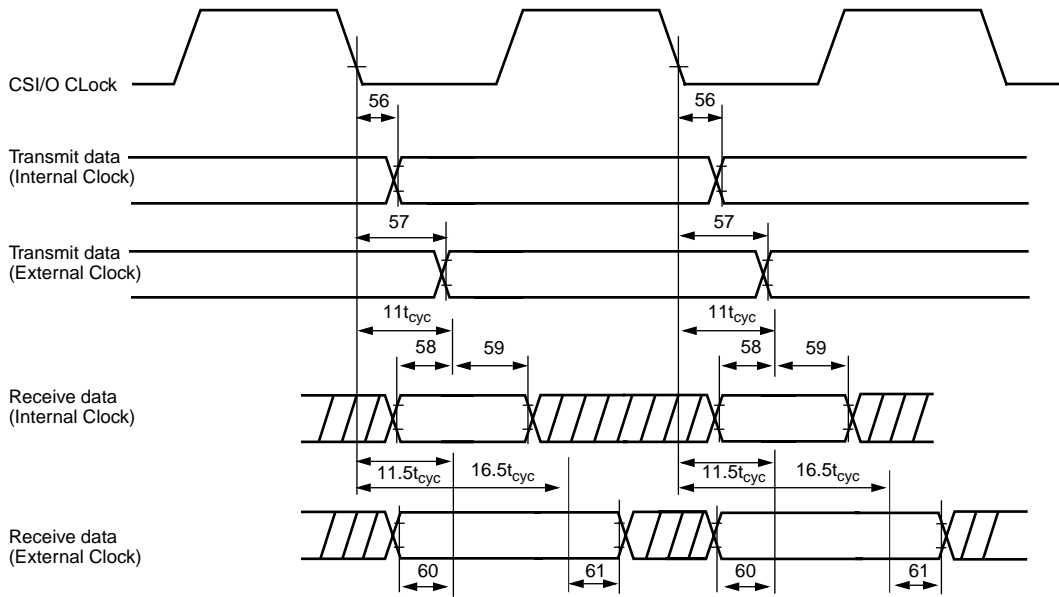 CSI/O CLock
56 56
Transmit data
(Internal Clock)
57 57
Transmit data
(External Clock)
11tcyc 11tcyc
58 59 58 59
Receive data
(Internal Clock)
11.5tcyc 16.5tcyc 11.5tcyc 16.5tcyc
Receive data
(External Clock)
60 61 60 61